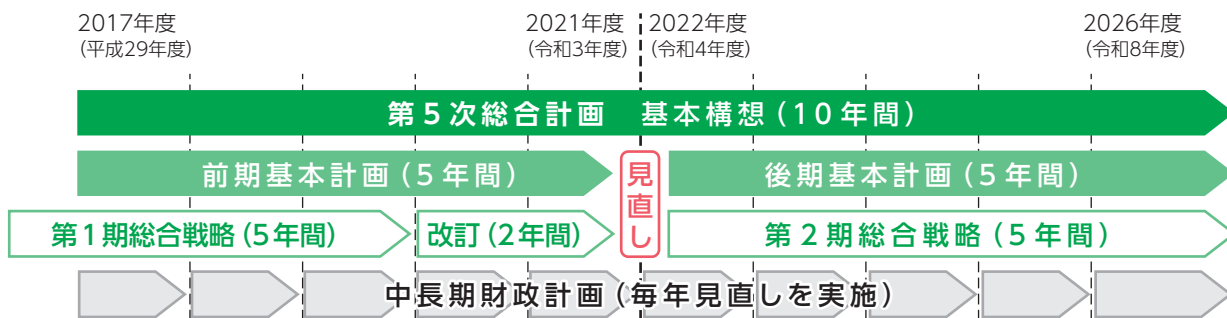 2017年度
(平成29年度)
2021年度
(令和3年度)
2022年度
(令和4年度)
2026年度
(令和8年度)
第5次総合計画　基本構想(10年間)
前期基本計画(5年間)
見直し
後期基本計画(5年間)
第1期総合戦略(5年間)
改訂(2年間)
第2期総合戦略(5年間)
中長期財政計画(毎年見直しを実施)